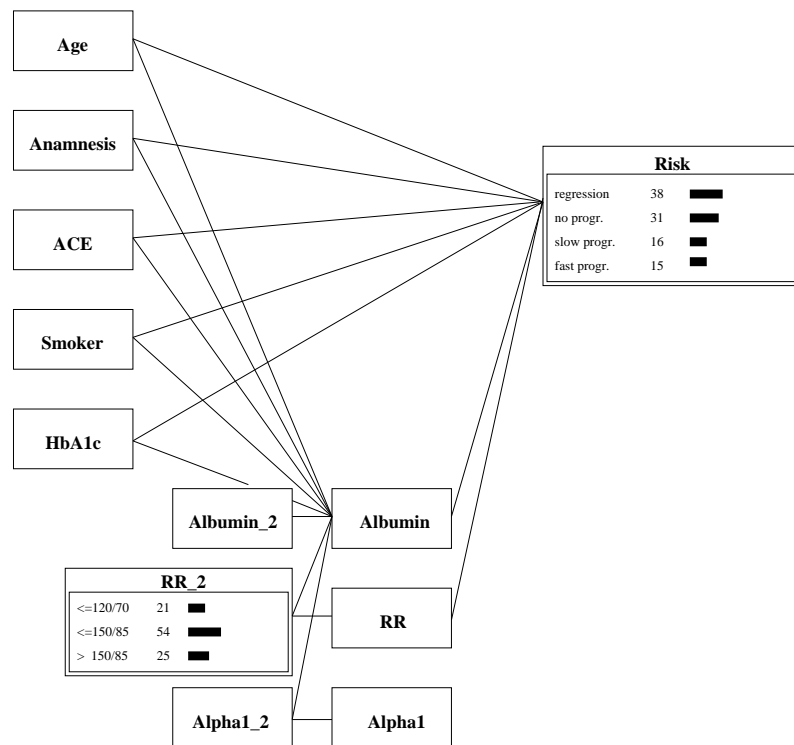 Age
Anamnesis
Risk
regression 38
no progr. 31
slow progr. 16
fast progr. 15
ACE
Smoker
HbA1c
Albumin_2
Albumin
RR_2
<=120/70 21
<=150/85 54
> 150/85 25
RR
Alpha1_2
Alpha1